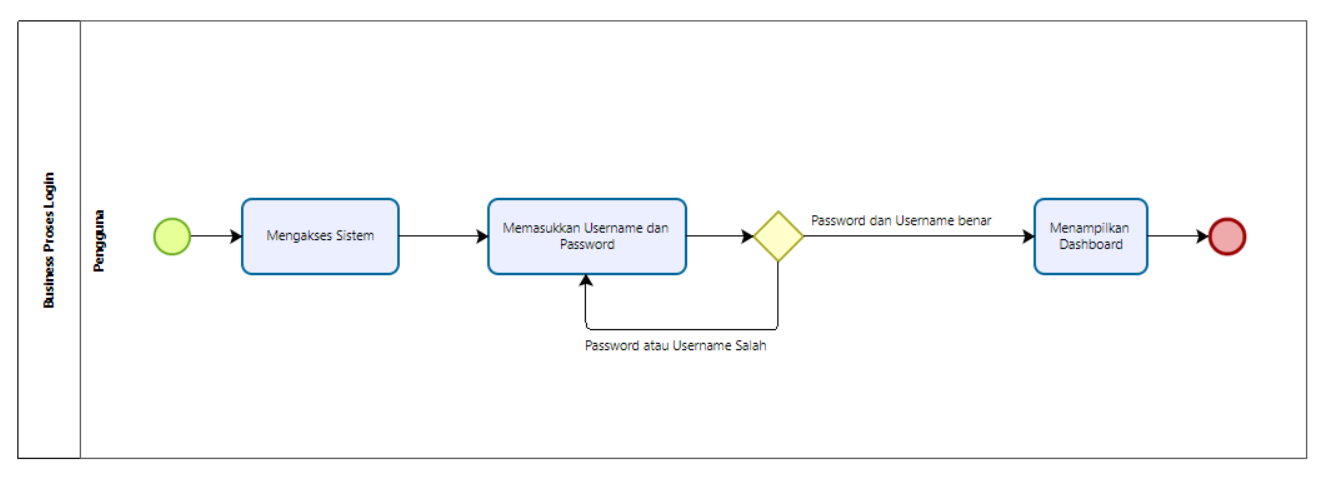 Business Proses Login
Pengguna
Mengakses Sistem
Memasukkan Username dan
Password
Password dan Username benar
Menampilkan
Dashboard
Password atau Username Salah